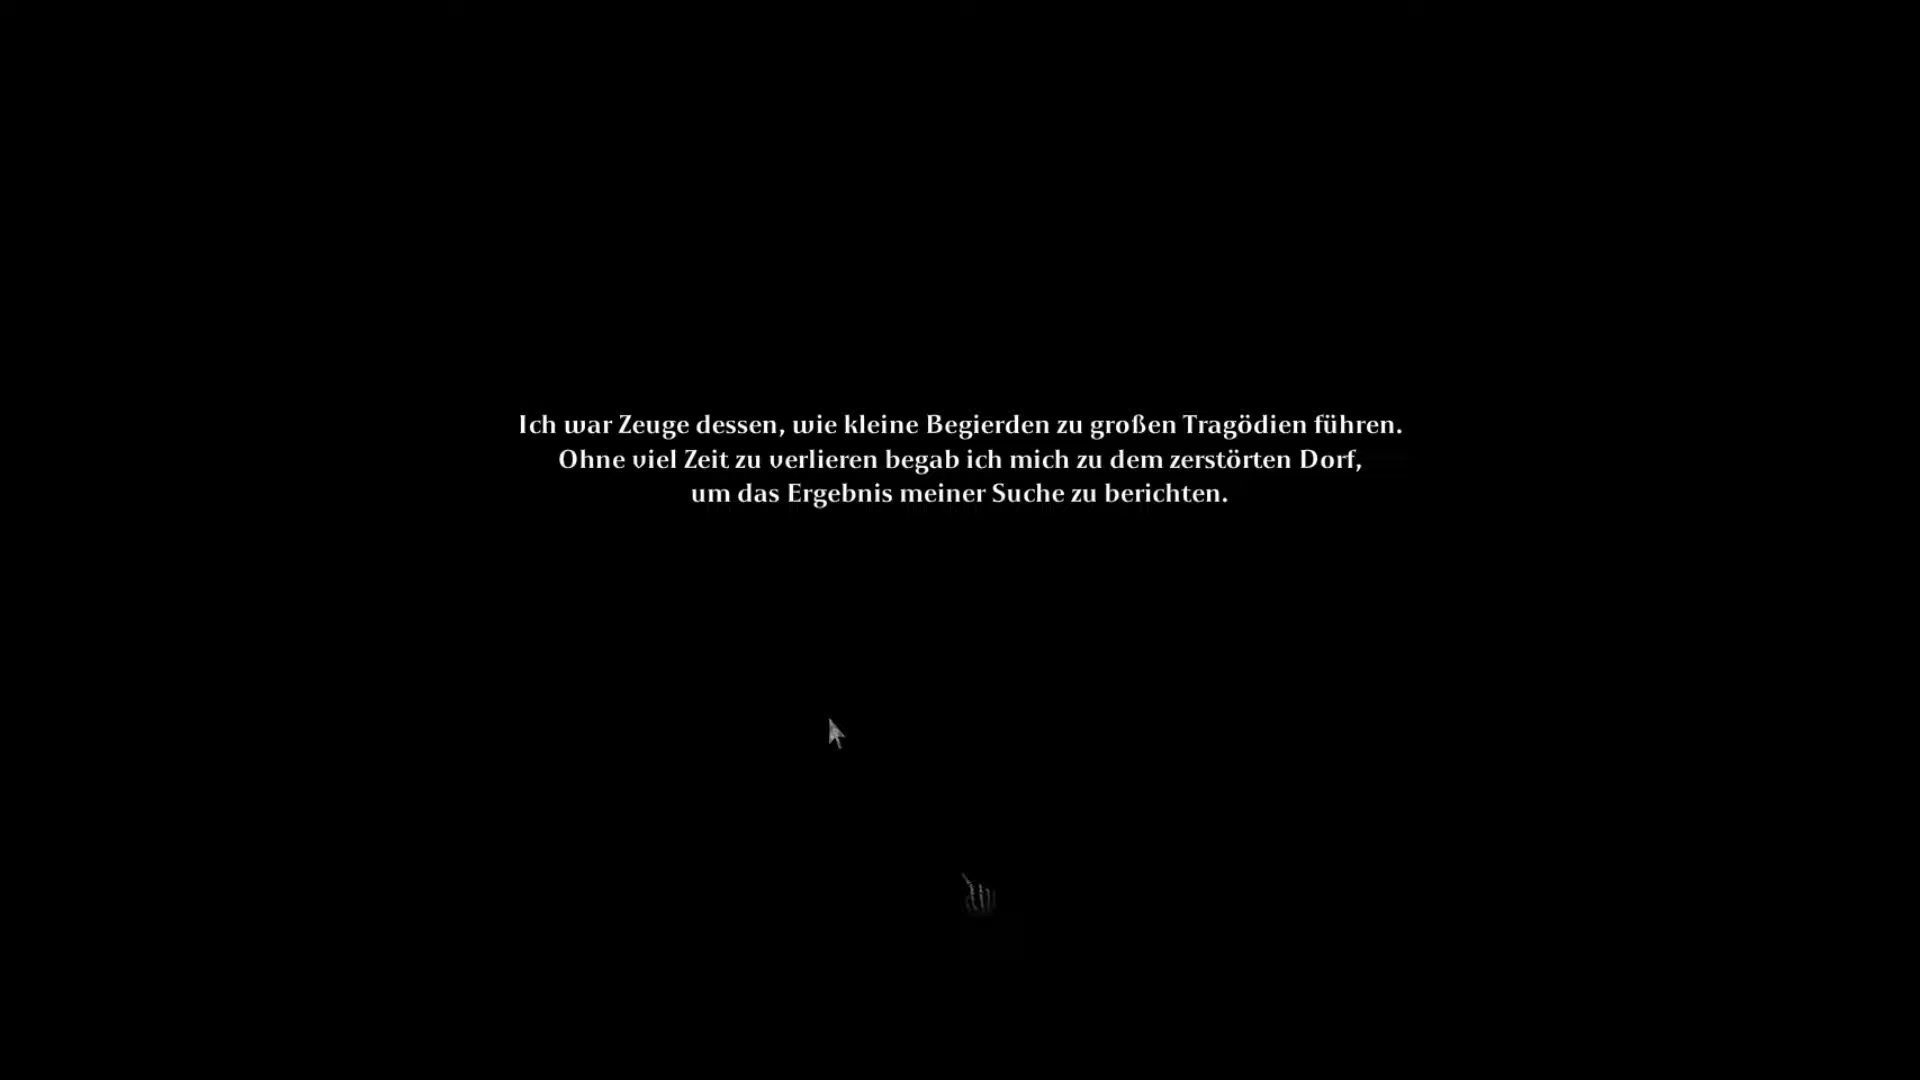 Ich war Zeuge dessen, wie kleine Begierden zu großen Tragödien führen.
Ohne viel Zeit zu verlieren begab ich mich zu dem zerstörten Dorf,
um das Ergebnis meiner Suche zu berichten.